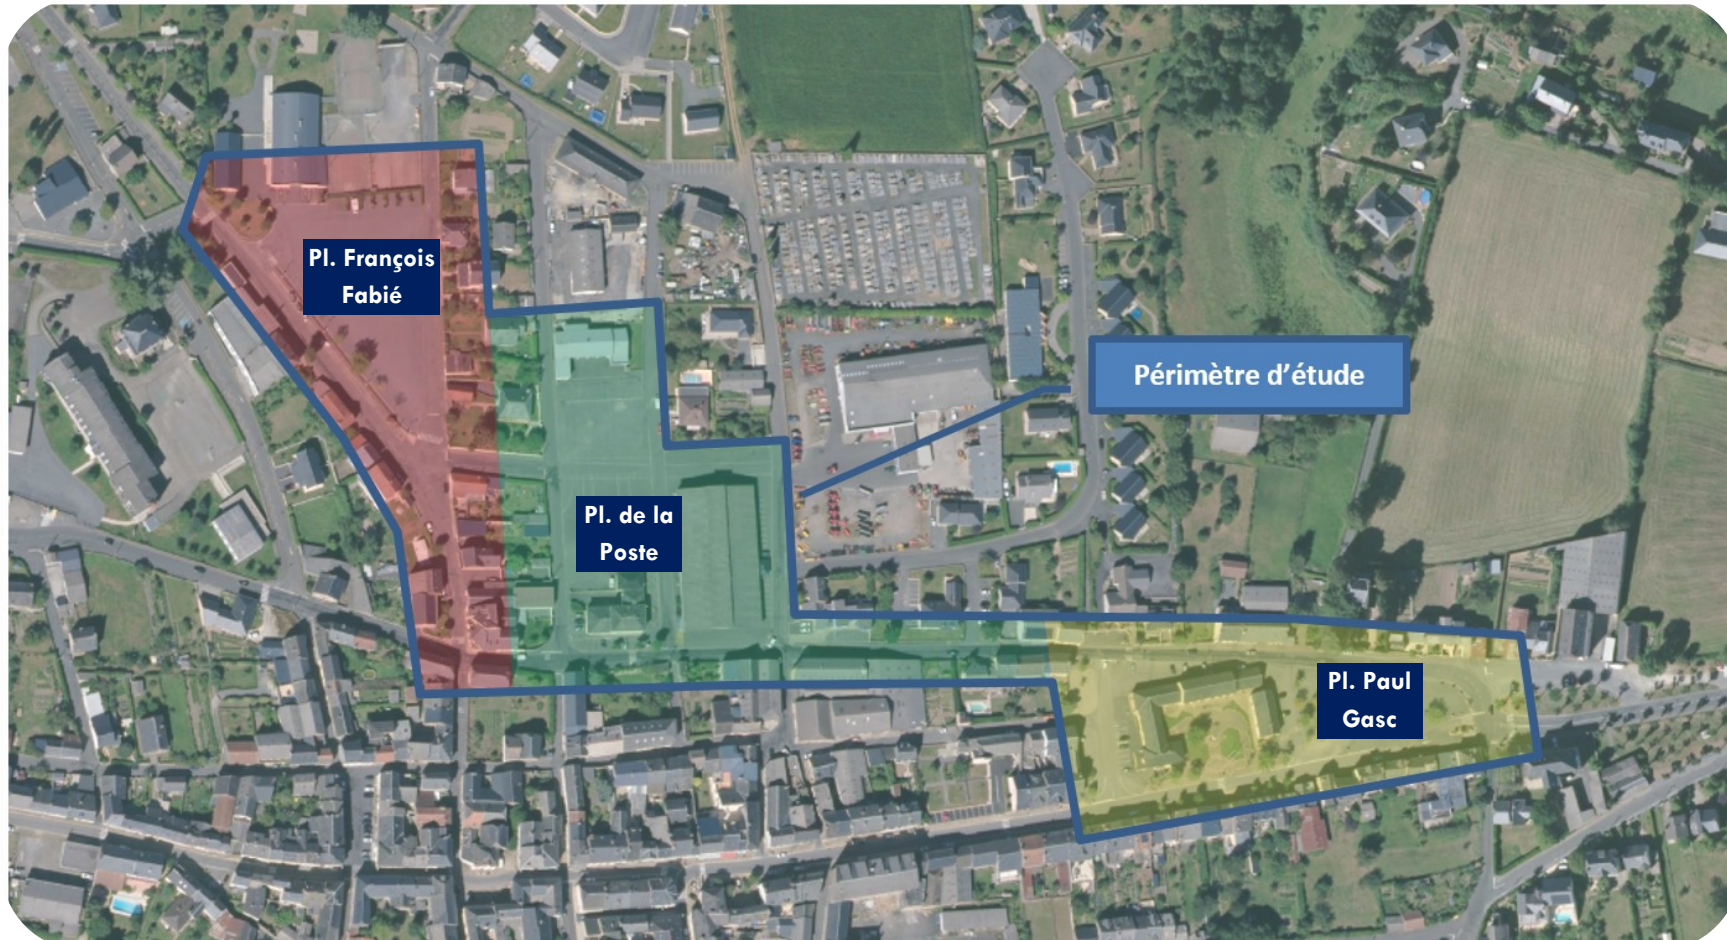 Pl. François
Fabié
Périmètre d'étude
Pl. de la
Poste
Pl. Paul
Gasc